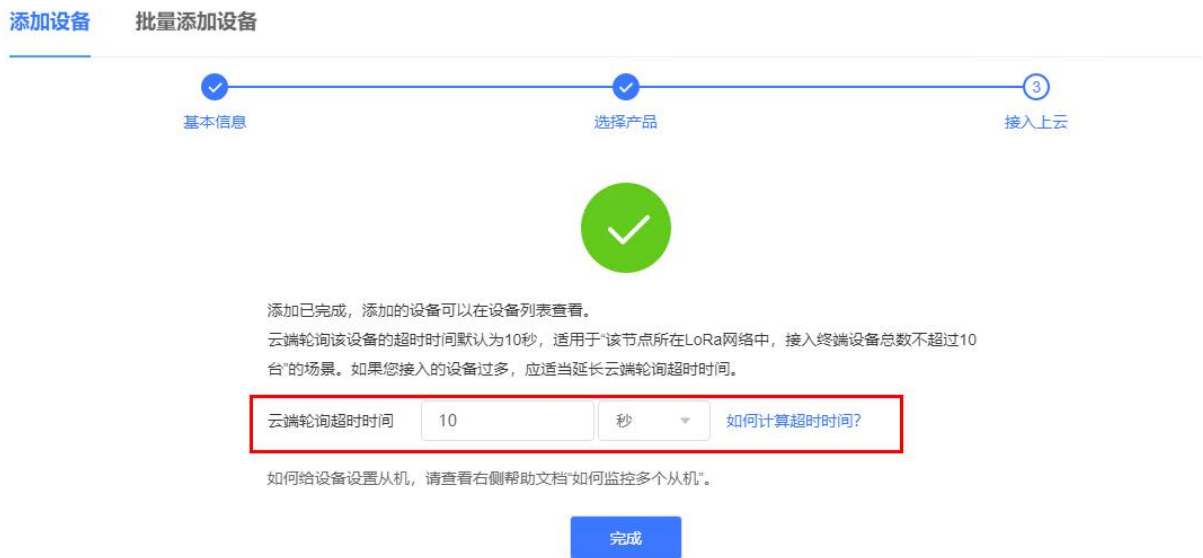 添加设备 批量添加设备
3
基本信息 选择产品 接入上云
添加已完成，添加的设备可以在设备列表查看。
云端轮询该设备的超时时间默认为10秒，适用于“该节点所在LoRa网络中，接入终端设备总数不超过10
台”的场景。如果您接入的设备过多，应适当延长云端轮询超时时间。
云端轮询超时时间 10 秒 如何计算超时时间?
如何给设备设置从机，请查看右侧帮助文档“如何监控多个从机”。
完成